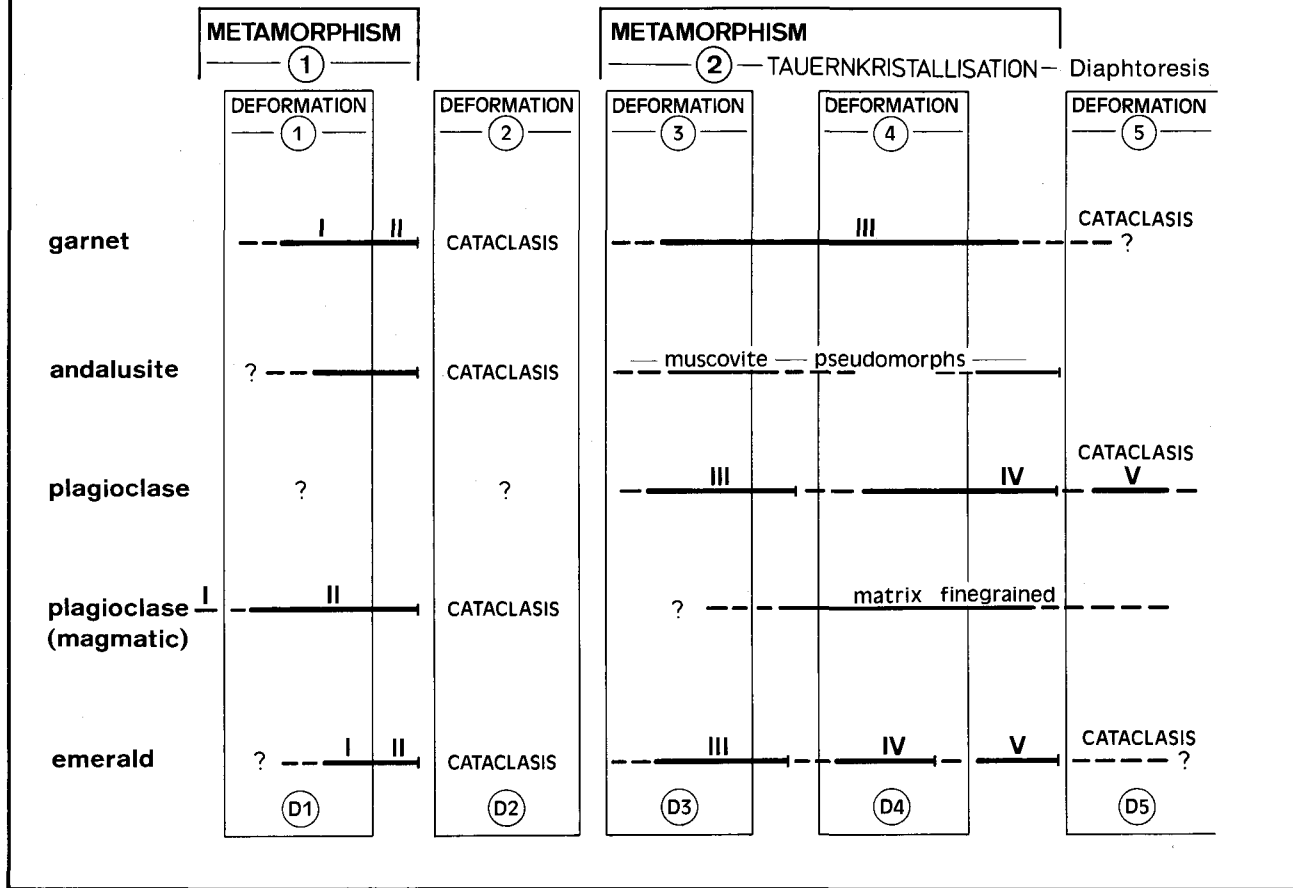 METAMORPHISM METAMORPHISM
1 2 TAUERNKRISTALLISATION Diaphtoresis
DEFORMATION DEFORMATION DEFORMATION DEFORMATION DEFORMATION
1 2 3 4 5
garnet I II CATACLASIS III CATACLASIS ?
andalusite ? CATACLASIS muscovite pseudomorphs
plagioclase ? ? III IV CATACLASIS V
plagioclase I II CATACLASIS ? matrix finegrained
(magmatic)
emerald ? I II CATACLASIS III IV V CATACLASIS ?
D1 D2 D3 D4 D5